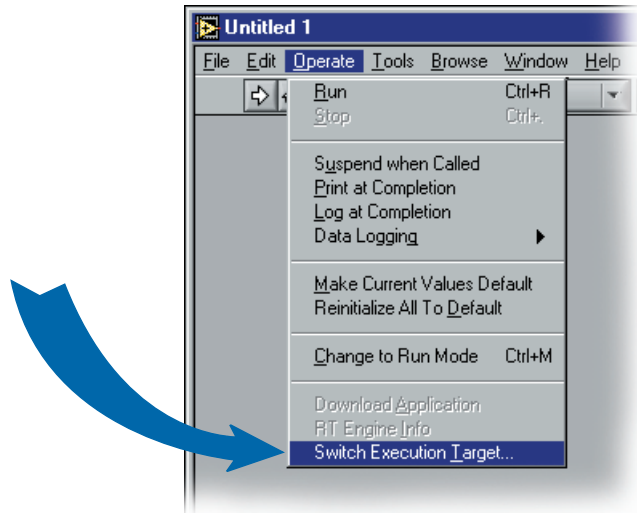 Untitled 1
File Edit Operate Tools Browse Window Help
Run Ctrl+R
Stop Ctrl+.
Suspend when Called
Print at Completion
Log at Completion
Data Logging
Make Current Values Default
Reinitialize All To Default
Change to Run Mode Ctrl+M
Download Application
RT Engine Info
Switch Execution Target...